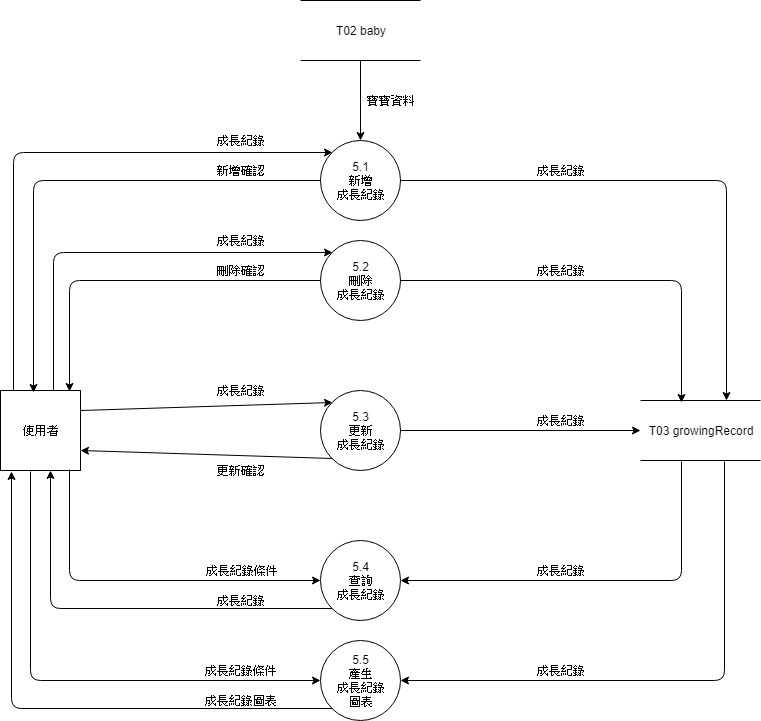 T02 baby
寶寶資料
成長紀錄
新增確認
5.1
新增
成長紀錄
成長紀錄
成長紀錄
刪除確認
5.2
刪除
成長紀錄
成長紀錄
使用者
成長紀錄
更新確認
5.3
更新
成長紀錄
成長紀錄
T03 growingRecord
成長紀錄條件
成長紀錄
5.4
查詢
成長紀錄
成長紀錄
成長紀錄條件
成長紀錄圖表
5.5
產生
成長紀錄
圖表
成長紀錄